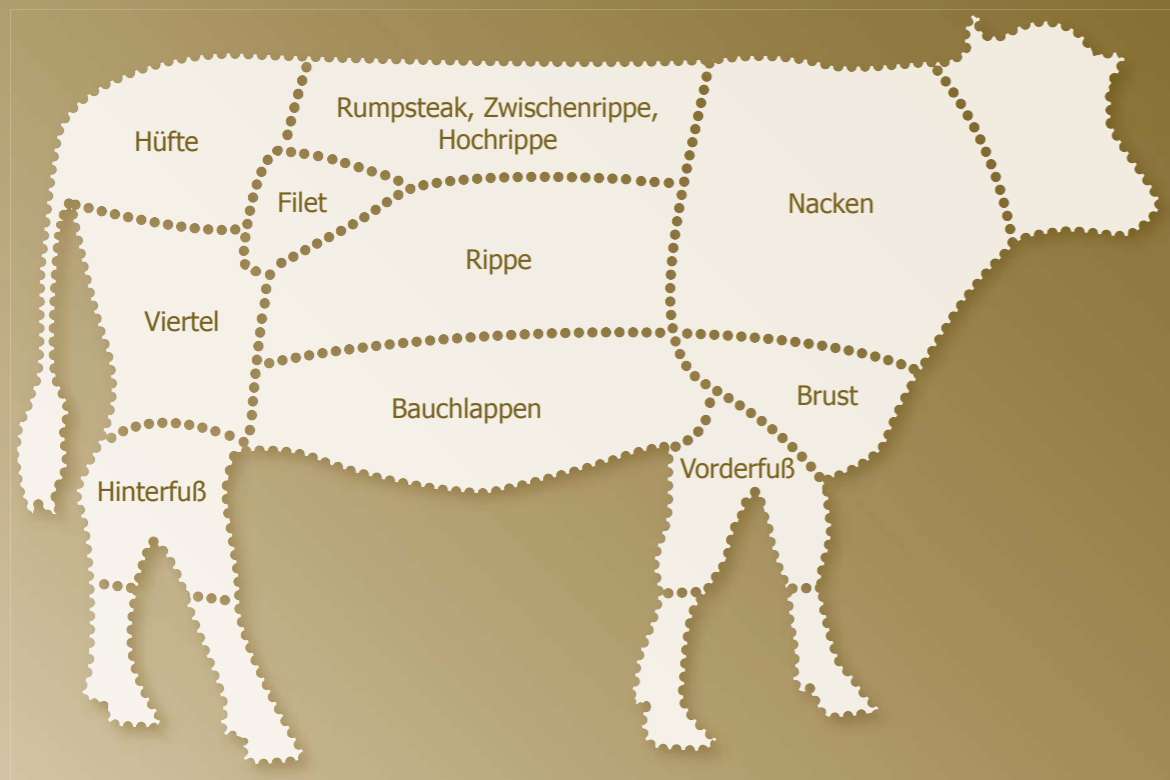 Rumpsteak, Zwischenrippe,
Hochrippe
Hüfte
Filet
Nacken
Rippe
Viertel
Bauchlappen
Brust
Vorderfuß
Hinterfuß